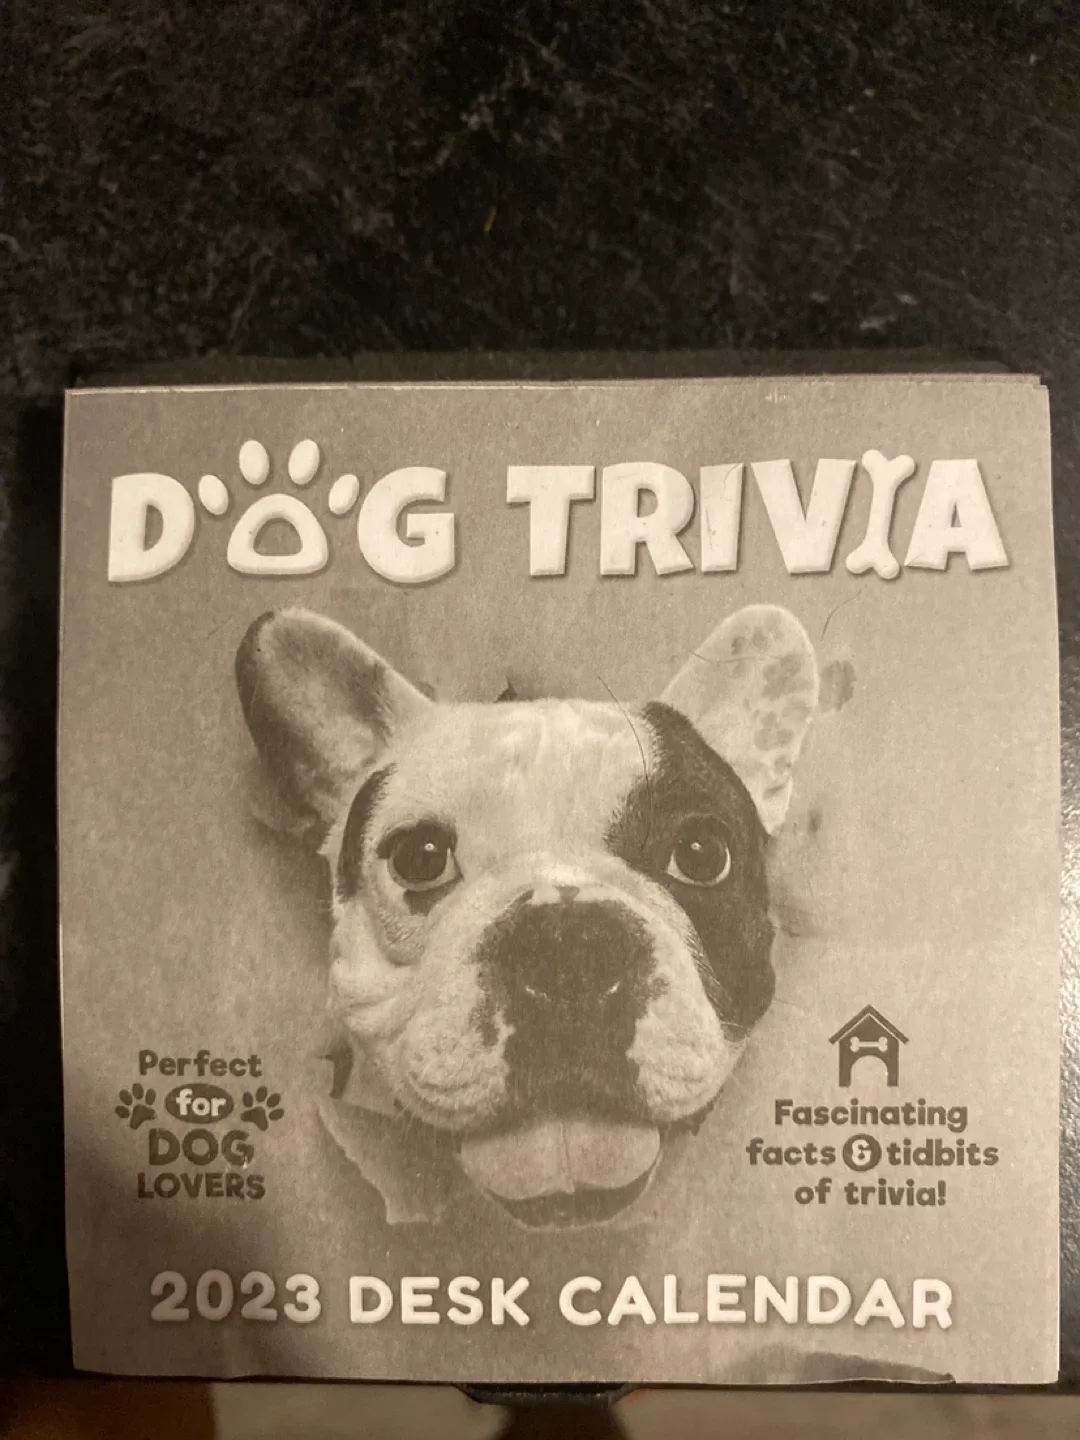 DOG TRIVIA
Perfect
for
DOG
LOVERS
Fascinating
facts & tidbits
of trivia!
2023 DESK CALENDAR